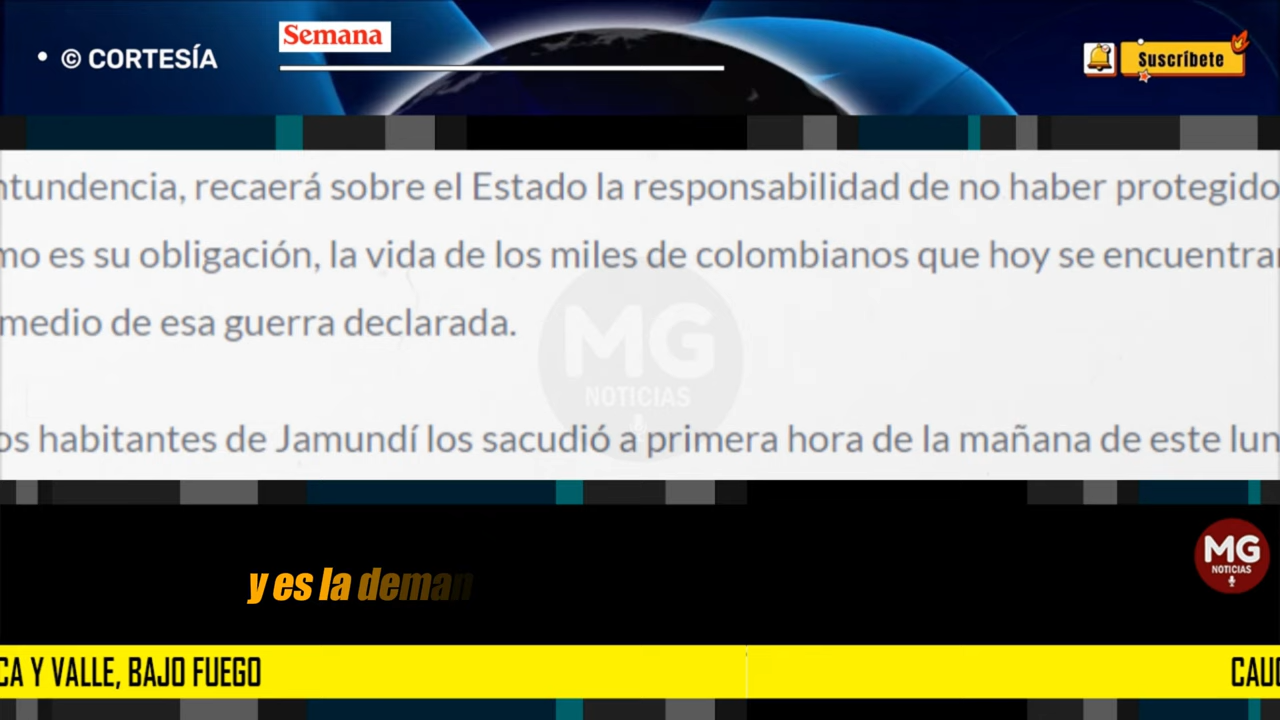 Semana
• © CORTESÍA
Suscríbete
ntundencia, recaerá sobre el Estado la responsabilidad de no haber protegido
mo es su obligación, la vida de los miles de colombianos que hoy se encuentran
medio de esa guerra declarada.
MG
NOTICIAS
os habitantes de Jamundí los sacudió a primera hora de la mañana de este lun
MG
NOTICIAS
y es la deman
CA Y VALLE, BAJO FUEGO
CAUC